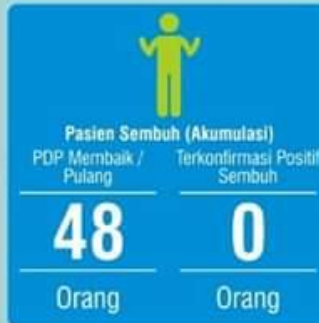 Pasien Sembuh (Akumulasi)
PDP Membaik /
Pulang
Terkonfirmasi Positif
Sembuh
48
0
Orang
Orang